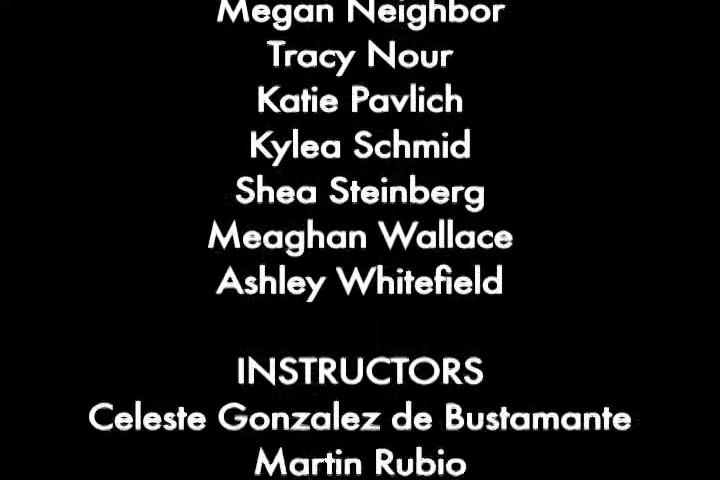 Megan Neighbor
Tracy Nour
Katie Pavlich
Kylea Schmid
Shea Steinberg
Meaghan Wallace
Ashley Whitefield
INSTRUCTORS
Celeste Gonzalez de Bustamante
Martin Rubio